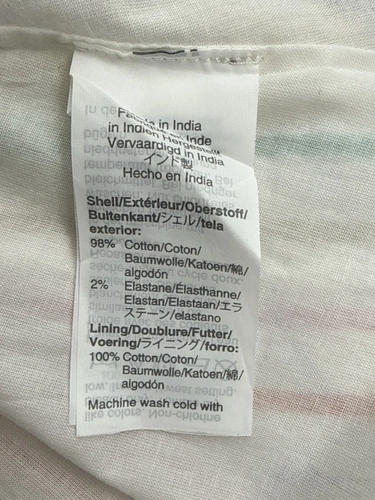 in India
in Indien Hergestellt
Inde
Vervaardigd in India
インド製
Hecho en India
Shell/Extérieur/Oberstoff/
Buitenkant/シェル/tela
exterior:
98% Cotton/Coton/
Baumwolle/Katoen/綿/
algodón
2% Elastane/Élasthanne/
Elastan/Elastaan/エラ
ステーン/elastano
Lining/Doublure/Futter/
Voering/ライニング/forro:
100% Cotton/Coton/
Baumwolle/Katoen/綿/
algodón
Machine wash cold with